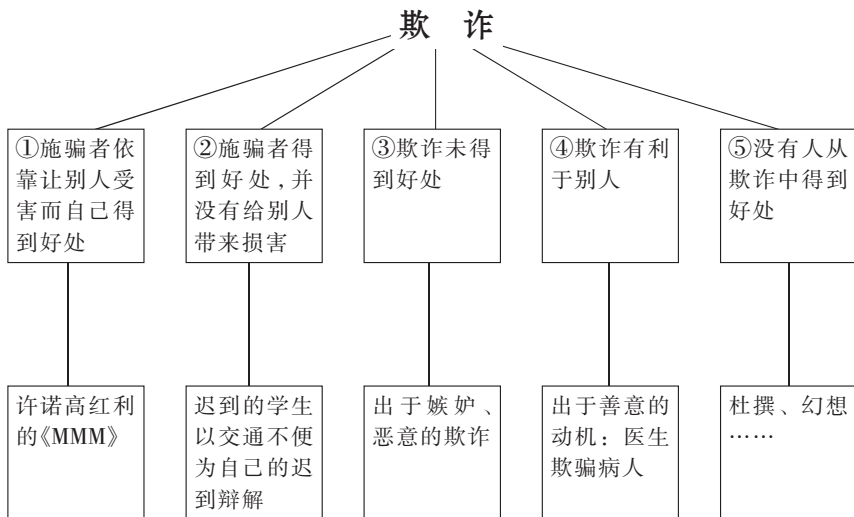 欺 诈
①施骗者依
靠让别人受
害而自己得
到好处
②施骗者得
到好处,并
没有给别人
带来损害
③欺诈未得
到好处
④欺诈有利
于别人
⑤没有人从
欺诈中得到
好处
许诺高红利
的《MMM》
迟到的学生
以交通不便
为自己的迟
到辩解
出于嫉妒、
恶意的欺诈
出于善意的
动机：医生
欺骗病人
杜撰、幻想
……